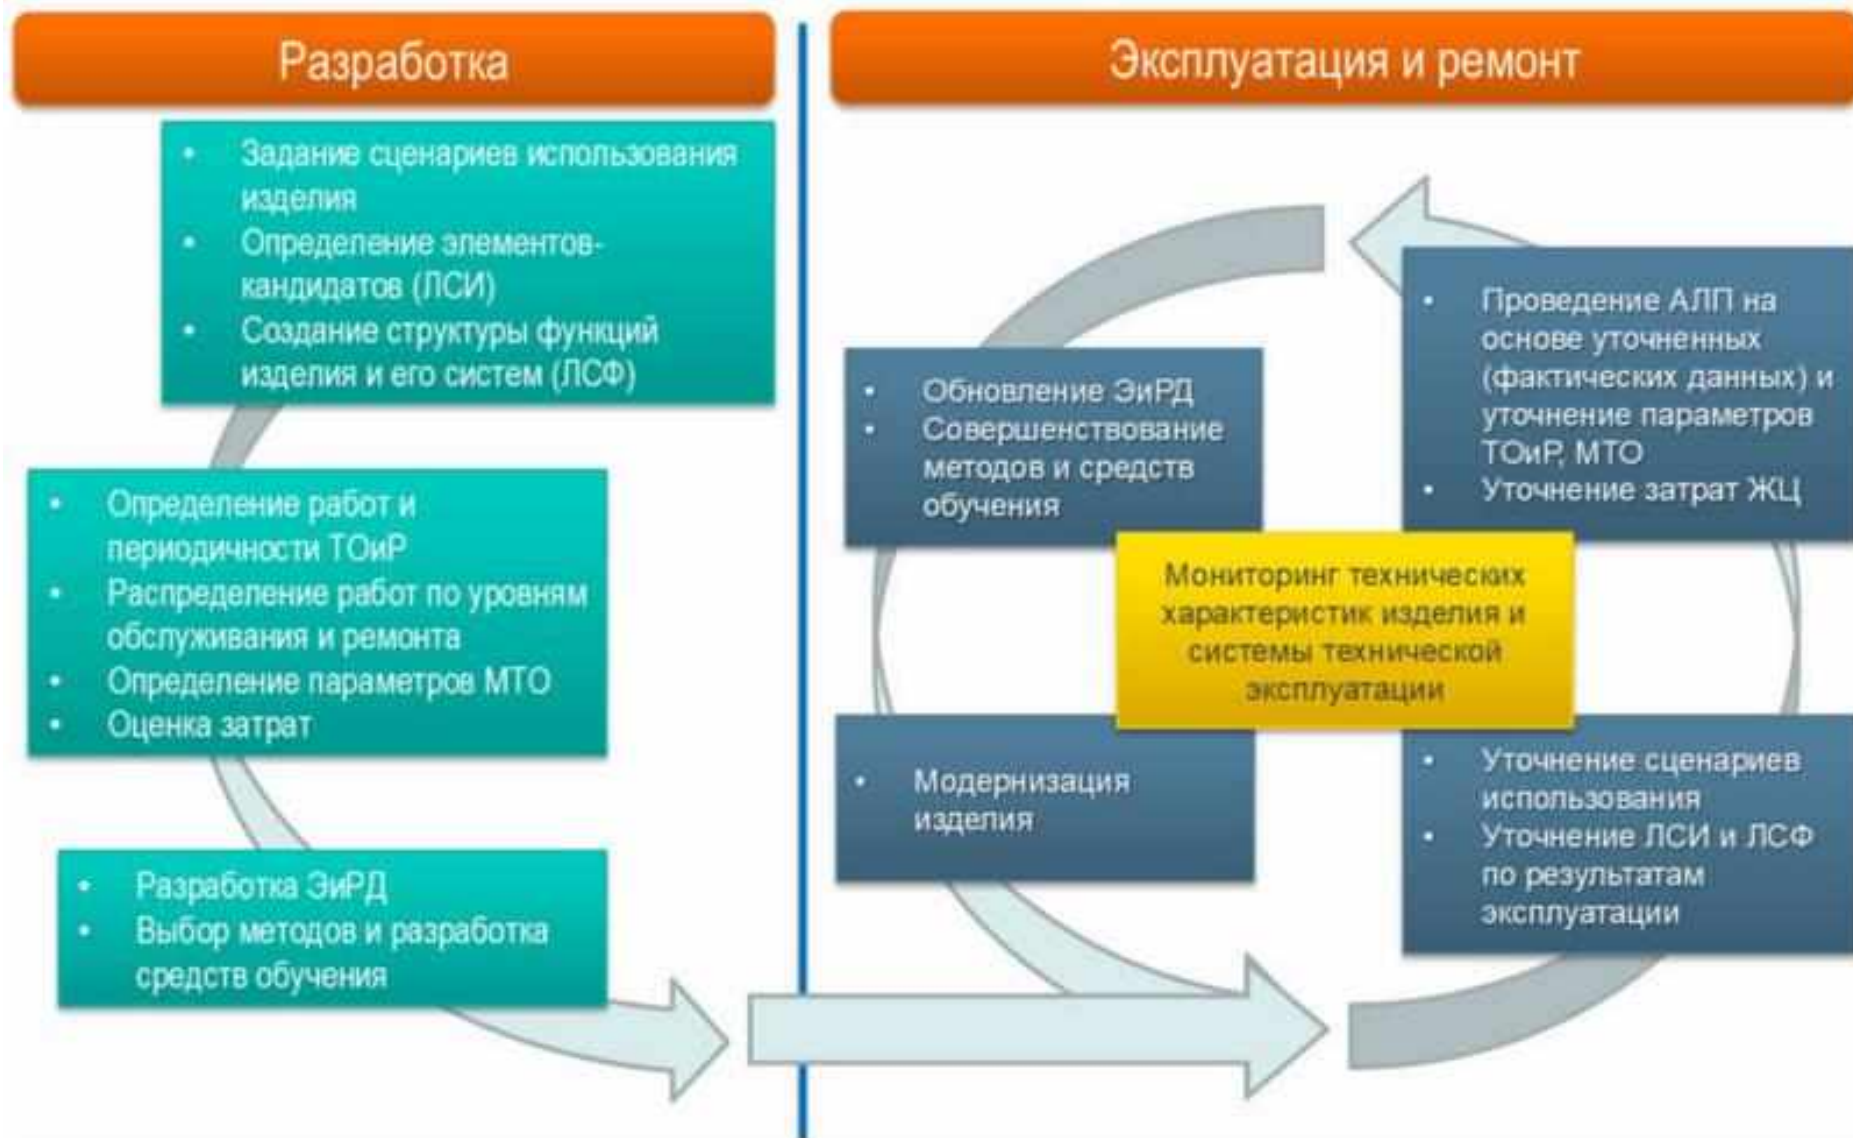 Разработка
• Задание сценариев использования
изделия
• Определение элементов-
кандидатов (ЛСИ)
• Создание структуры функций
изделия и его систем (ЛСФ)
• Определение работ и
периодичности ТОиР
• Распределение работ по уровням
обслуживания и ремонта
• Определение параметров МТО
• Оценка затрат
• Разработка ЭиРД
• Выбор методов и разработка
средств обучения
Эксплуатация и ремонт
• Обновление ЭиРД
• Совершенствование
методов и средств
обучения
• Проведение АЛП на
основе уточненных
(фактических данных) и
уточнение параметров
ТОиР, МТО
• Уточнение затрат ЖЦ
Мониторинг технических
характеристик изделия и
системы технической
эксплуатации
• Модернизация
изделия
• Уточнение сценариев
использования
• Уточнение ЛСИ и ЛСФ
по результатам
эксплуатации